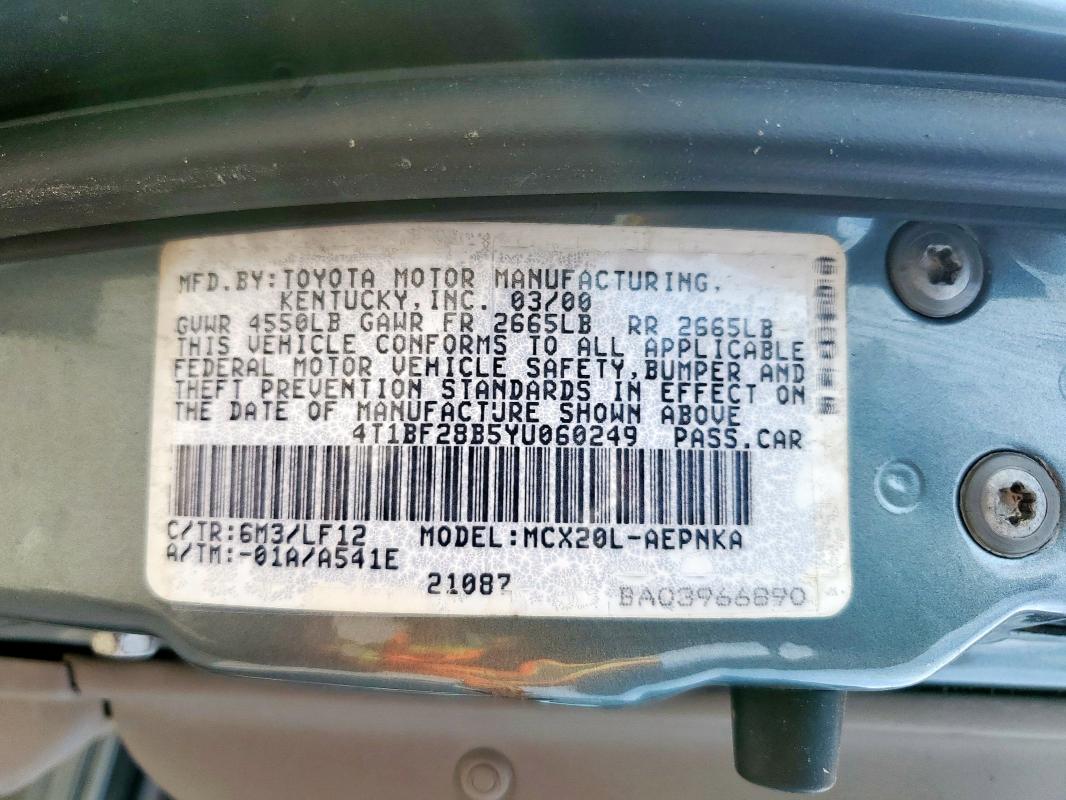 MFD.BY:TOYOTA MOTOR MANUFACTURING,
KENTUCKY,INC. 03/00
GVWR 4550LB GAWR FR 2665LB RR 2665LB
THIS VEHICLE CONFORMS TO ALL APPLICABLE
FEDERAL MOTOR VEHICLE SAFETY,BUMPER AND
THEFT PREVENTION STANDARDS IN EFFECT ON
THE DATE OF MANUFACTURE SHOWN ABOVE
4T1BF28B5YU060249 PASS.CAR
C/TR:6M3/LF12 MODEL:MCX20L-AEPNKA
A/TM:-01A/A541E
21087
BA03966890